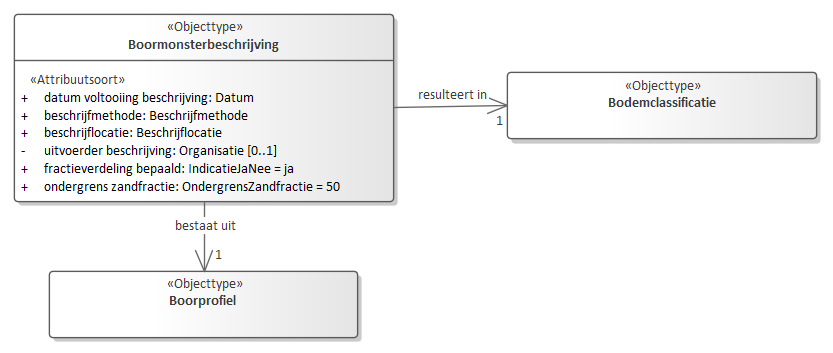 «Objecttype»
Boormonsterbeschrijving
«Attribuutsoort»
+ datum voltooiing beschrijving: Datum
+ beschrijfmethode: Beschrijfmethode
+ beschrijflocatie: Beschrijflocatie
- uitvoerder beschrijving: Organisatie [0..1]
+ fractieverdeling bepaald: IndicatieJaNee = ja
+ ondergrens zandfractie: OndergrensZandfractie = 50
resulteert in
1
«Objecttype»
Bodemclassificatie
bestaat uit
1
«Objecttype»
Boorprofiel